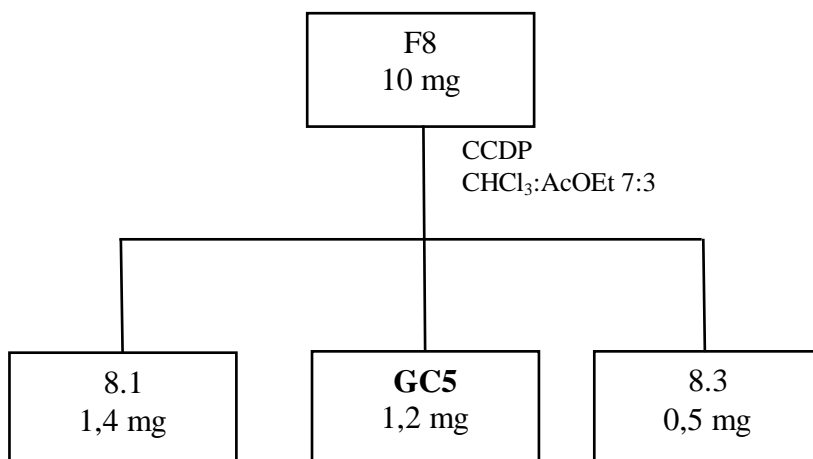 F8
10 mg
CCDP
CHCl₃:AcOEt 7:3
8.1
1,4 mg
GC5
1,2 mg
8.3
0,5 mg